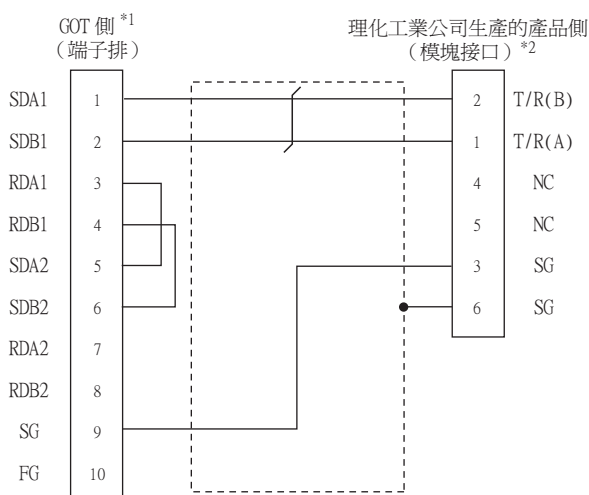 GOT 側 *1
（端子排）
理化工業公司生產的產品側
（模塊接口）*2
SDA1 1 2 T/R(B)
SDB1 2 1 T/R(A)
RDA1 3 4 NC
RDB1 4 5 NC
SDA2 5 3 SG
SDB2 6 6 SG
RDA2 7
RDB2 8
SG 9
FG 10